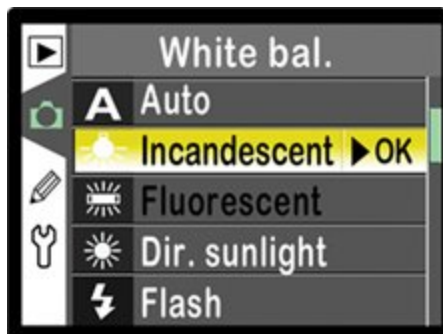 White bal.
A Auto
Incandescent ▶OK
Fluorescent
Dir. sunlight
Flash